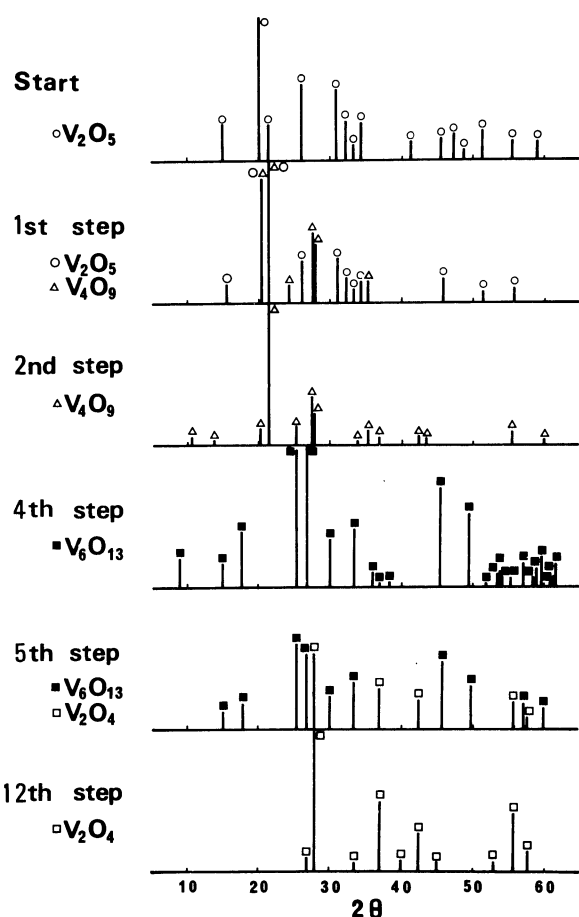 Start
○V₂O₅
1st step
○V₂O₅
△V₄O₉
2nd step
△V₄O₉
4th step
■V₆O₁₃
5th step
■V₆O₁₃
□V₂O₄
12th step
□V₂O₄
10 20 30 40 50 60
2θ